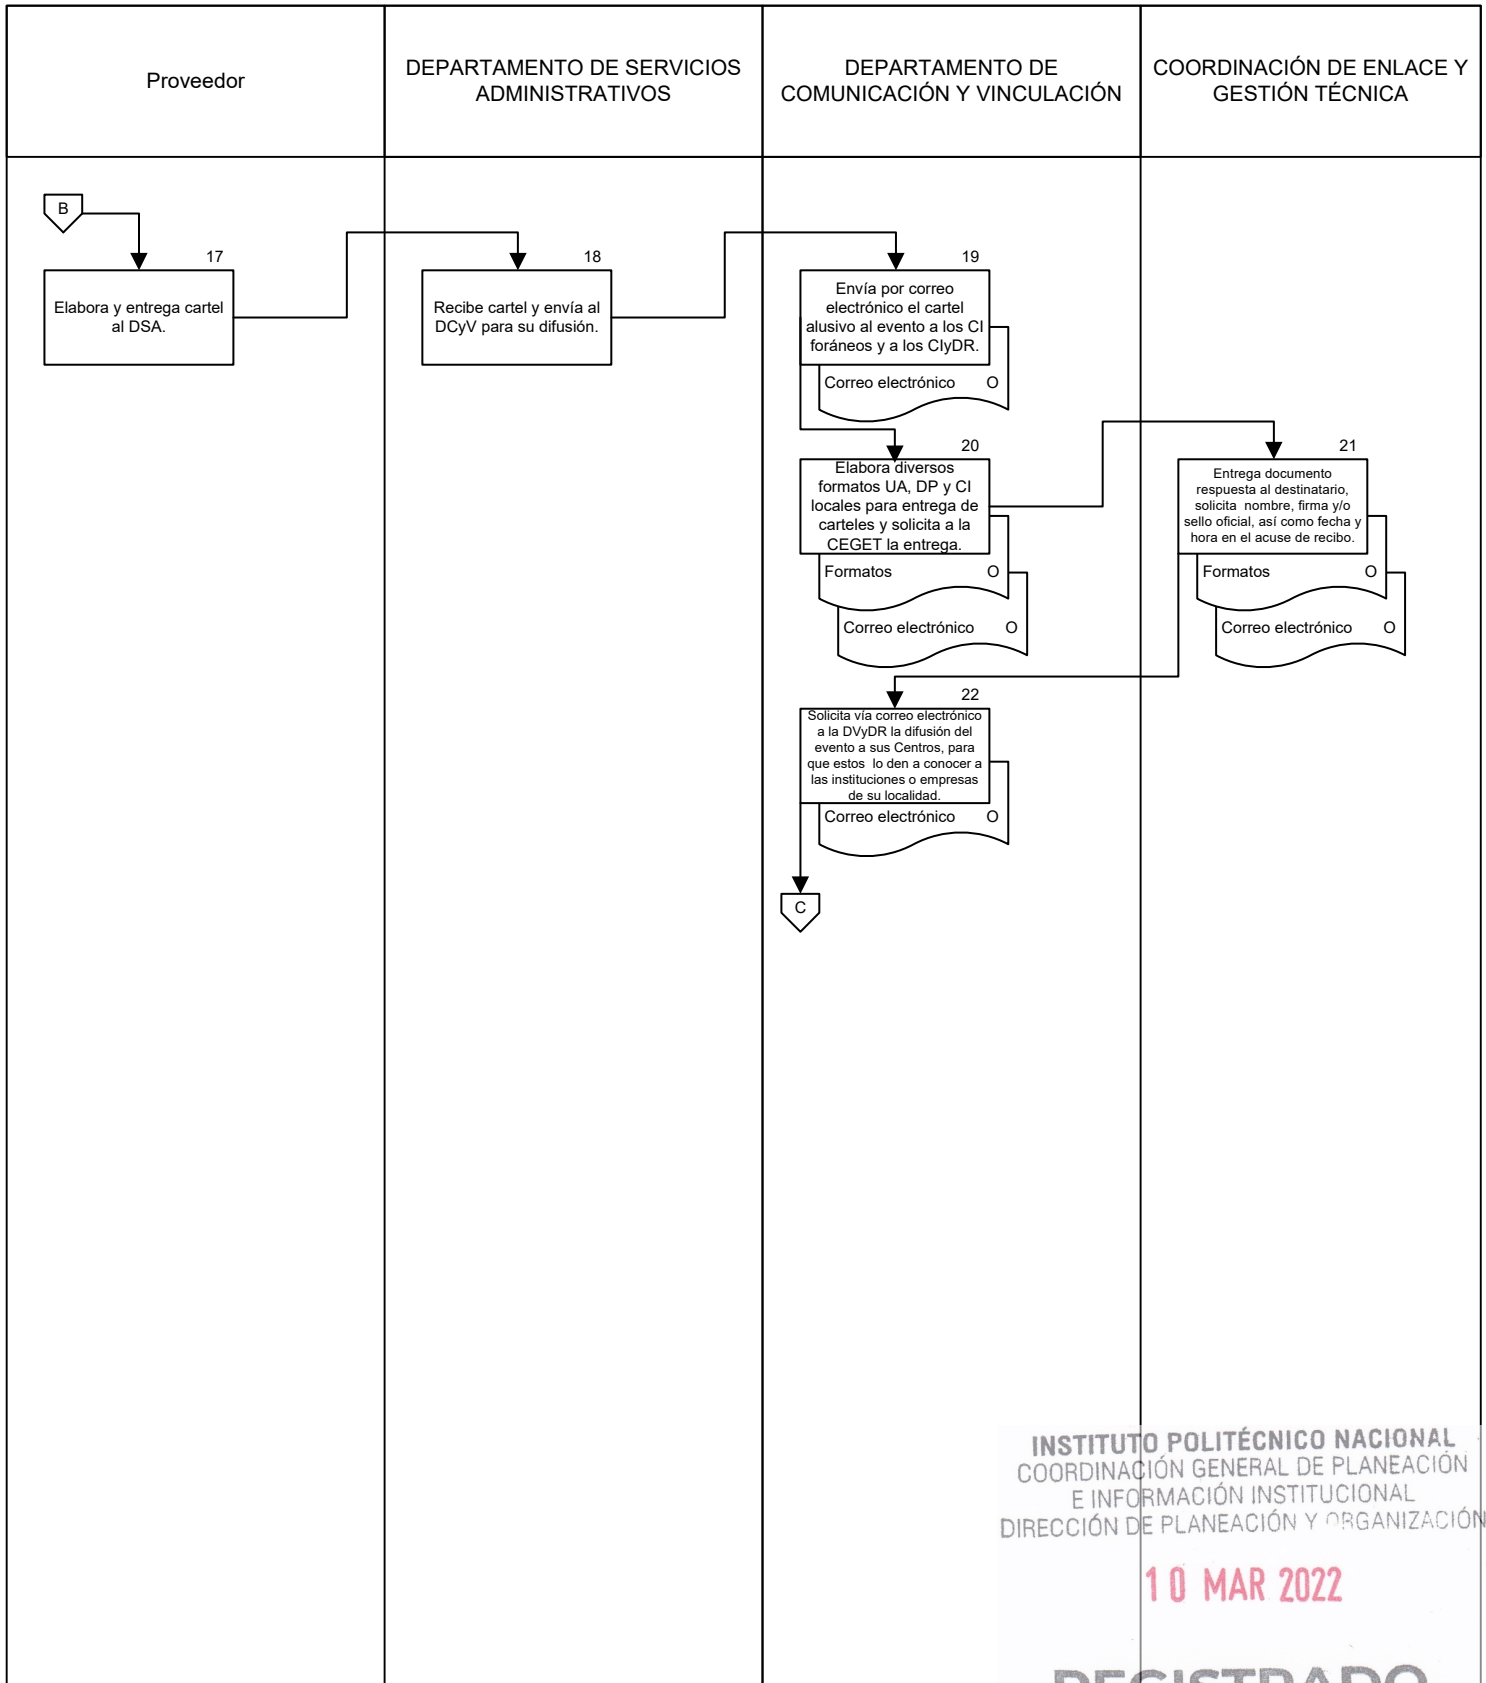 Proveedor
DEPARTAMENTO DE SERVICIOS
ADMINISTRATIVOS
DEPARTAMENTO DE
COMUNICACIÓN Y VINCULACIÓN
COORDINACIÓN DE ENLACE Y
GESTIÓN TÉCNICA
B
17
Elabora y entrega cartel
al DSA.
18
Recibe cartel y envía al
DCyV para su difusión.
19
Envía por correo
electrónico el cartel
alusivo al evento a los CI
foráneos y a los CIyDR.
Correo electrónico O
20
Elabora diversos
formatos UA, DP y CI
locales para entrega de
carteles y solicita a la
CEGET la entrega.
Formatos O
Correo electrónico O
21
Entrega documento
respuesta al destinatario,
solicita nombre, firma y/o
sello oficial, así como fecha y
hora en el acuse de recibo.
Formatos O
Correo electrónico O
22
Solicita vía correo electrónico
a la DVyDR la difusión del
evento a sus Centros, para
que estos lo den a conocer a
las instituciones o empresas
de su localidad.
Correo electrónico O
C
INSTITUTO POLITÉCNICO NACIONAL
COORDINACIÓN GENERAL DE PLANEACIÓN
E INFORMACIÓN INSTITUCIONAL
DIRECCIÓN DE PLANEACIÓN Y ORGANIZACIÓN
10 MAR 2022
REGISTRADO